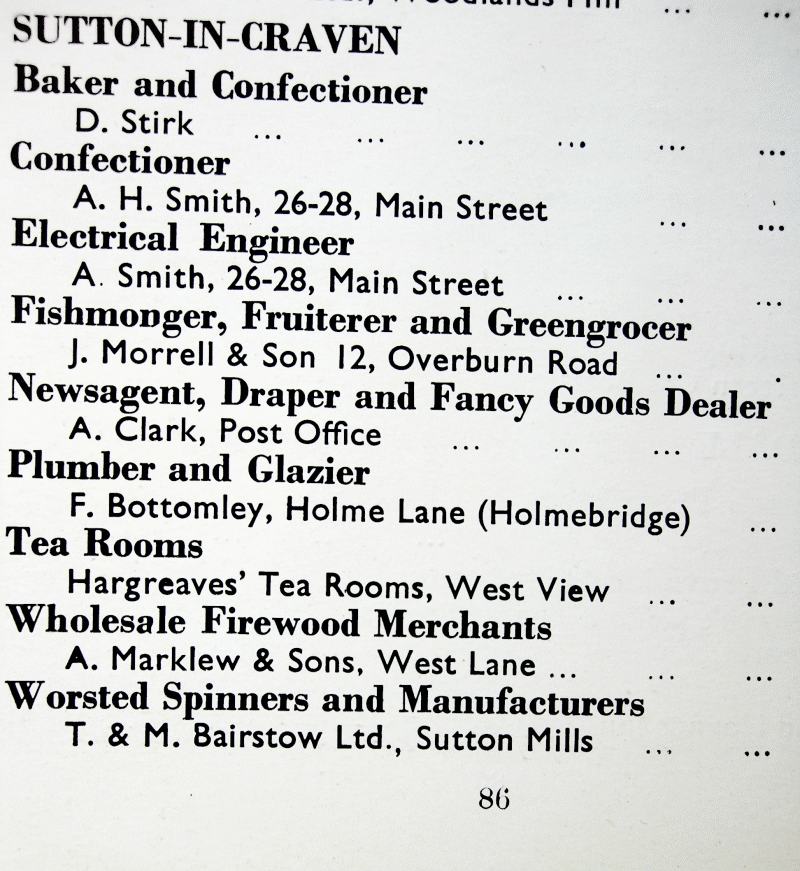 ... ...
SUTTON-IN-CRAVEN
Baker and Confectioner
D. Stirk ... ... ... ... ... ...
Confectioner
A. H. Smith, 26-28, Main Street ... ...
Electrical Engineer
A. Smith, 26-28, Main Street ... ... ...
Fishmonger, Fruiterer and Greengrocer
J. Morrell & Son 12, Overburn Road ... .
Newsagent, Draper and Fancy Goods Dealer
A. Clark, Post Office ... ... ... ...
Plumber and Glazier
F. Bottomley, Holme Lane (Holmebridge) ...
Tea Rooms
Hargreaves' Tea Rooms, West View ... ...
Wholesale Firewood Merchants
A. Marklew & Sons, West Lane ... ... ...
Worsted Spinners and Manufacturers
T. & M. Bairstow Ltd., Sutton Mills ... ...
86